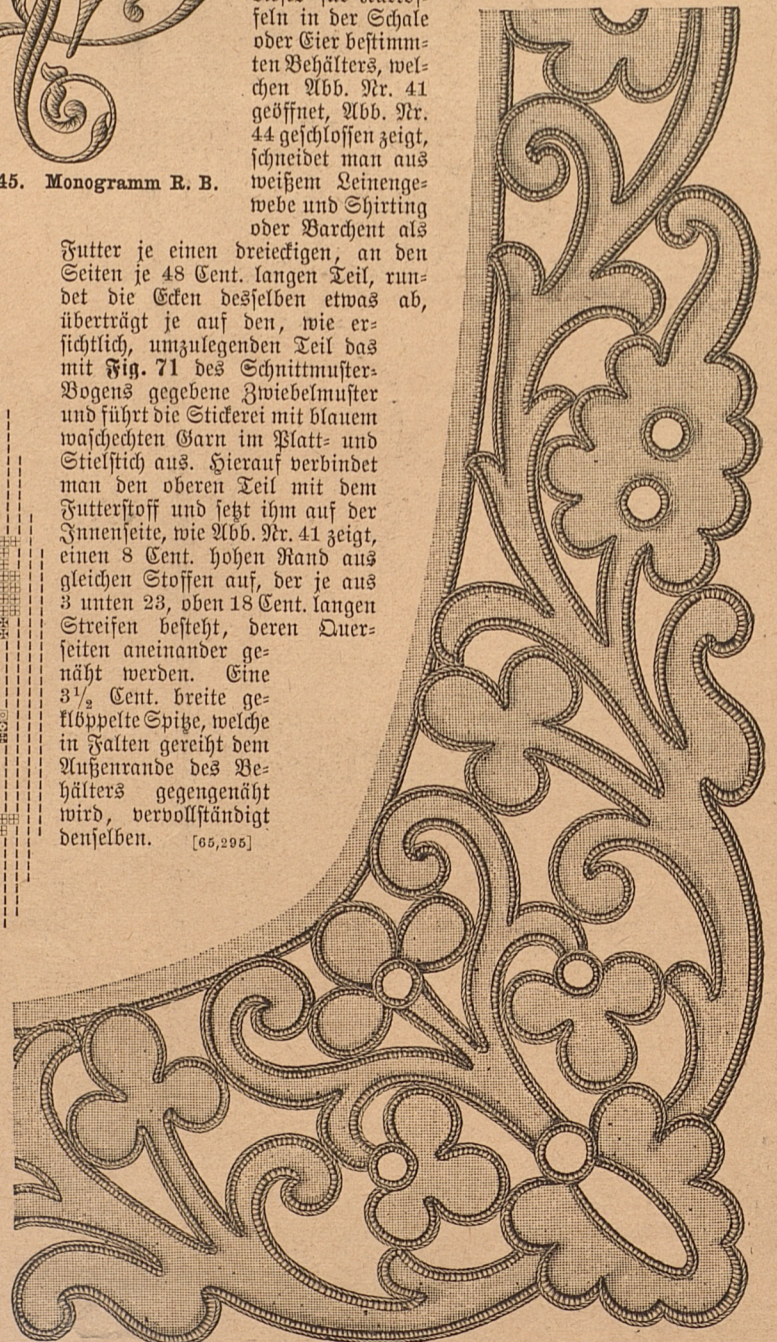 feln in der Schale
oder Eier bestimm=
ten Behälters, wel=
chen Abb. Nr. 41
geöffnet, Abb. Nr.
44 geschlossen zeigt,
schneidet man aus
weißem Leinenge=
webe und Shirting
oder Barchent als
Futter je einen dreieckigen, an den
Seiten je 48 Cent. langen Teil, run=
det die Ecken desselben etwas ab,
überträgt je auf den, wie er=
sichtlich, umzulegenden Teil das
mit Fig. 71 des Schnittmuster=
Bogens gegebene Zwiebelmuster
und führt die Stickerei mit blauem
waschechten Garn im Platt= und
Stielstich aus. Hierauf verbindet
man den oberen Teil mit dem
Futterstoff und setzt ihm auf der
Innenseite, wie Abb. Nr. 41 zeigt,
einen 8 Cent. hohen Rand aus
gleichen Stoffen auf, der je aus
3 unten 23, oben 18 Cent. langen
Streifen besteht, deren Quer=
seiten aneinander ge=
näht werden. Eine
3½ Cent. breite ge=
klöppelte Spitze, welche
in Falten gereiht dem
Außenrande des Be=
hälters gegengenäht
wird, vervollständigt
denselben. [65,295]
45. Monogramm R. B.